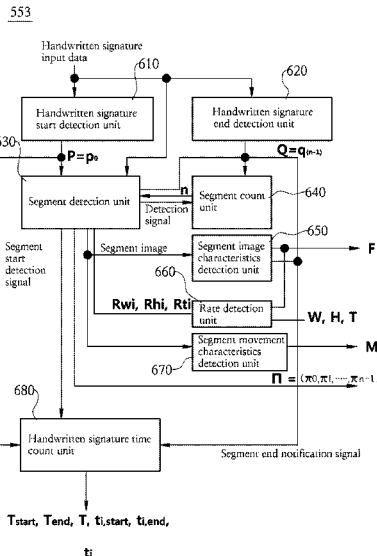 553
Handwritten signature
input data
610
620
Handwritten signature
start detection unit
Handwritten signature
end detection unit
630
P=p0
Q=q(n-1)
n
Segment detection unit
Detection
signal
Segment count
unit
640
650
Segment
start
detection
signal
Segment image
Segment image
characteristics
detection unit
F
660
Rwi, Rhi, Rti
Rate detection
unit
W, H, T
Segment movement
characteristics
detection unit
M
670
Π = (π0,π1,····,πn-1
680
Handwritten signature time
count unit
Segment end notification signal
Tstart, Tend, T, ti,start, ti,end,
ti